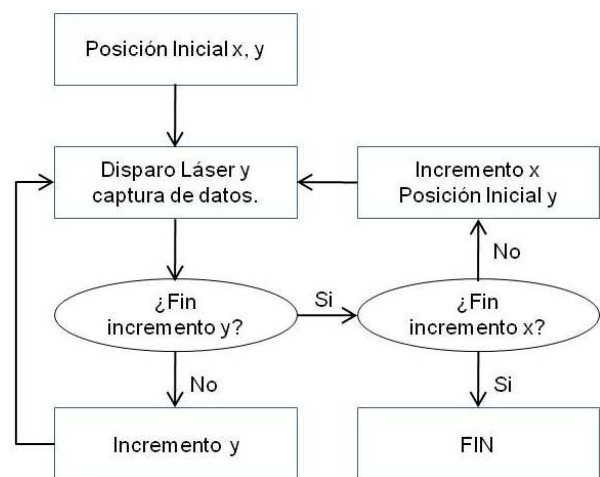 Posición Inicial x, y
Disparo Láser y
captura de datos.
Incremento x
Posición Inicial y
No
¿Fin
incremento y?
Si
¿Fin
incremento x?
No
Si
Incremento y
FIN